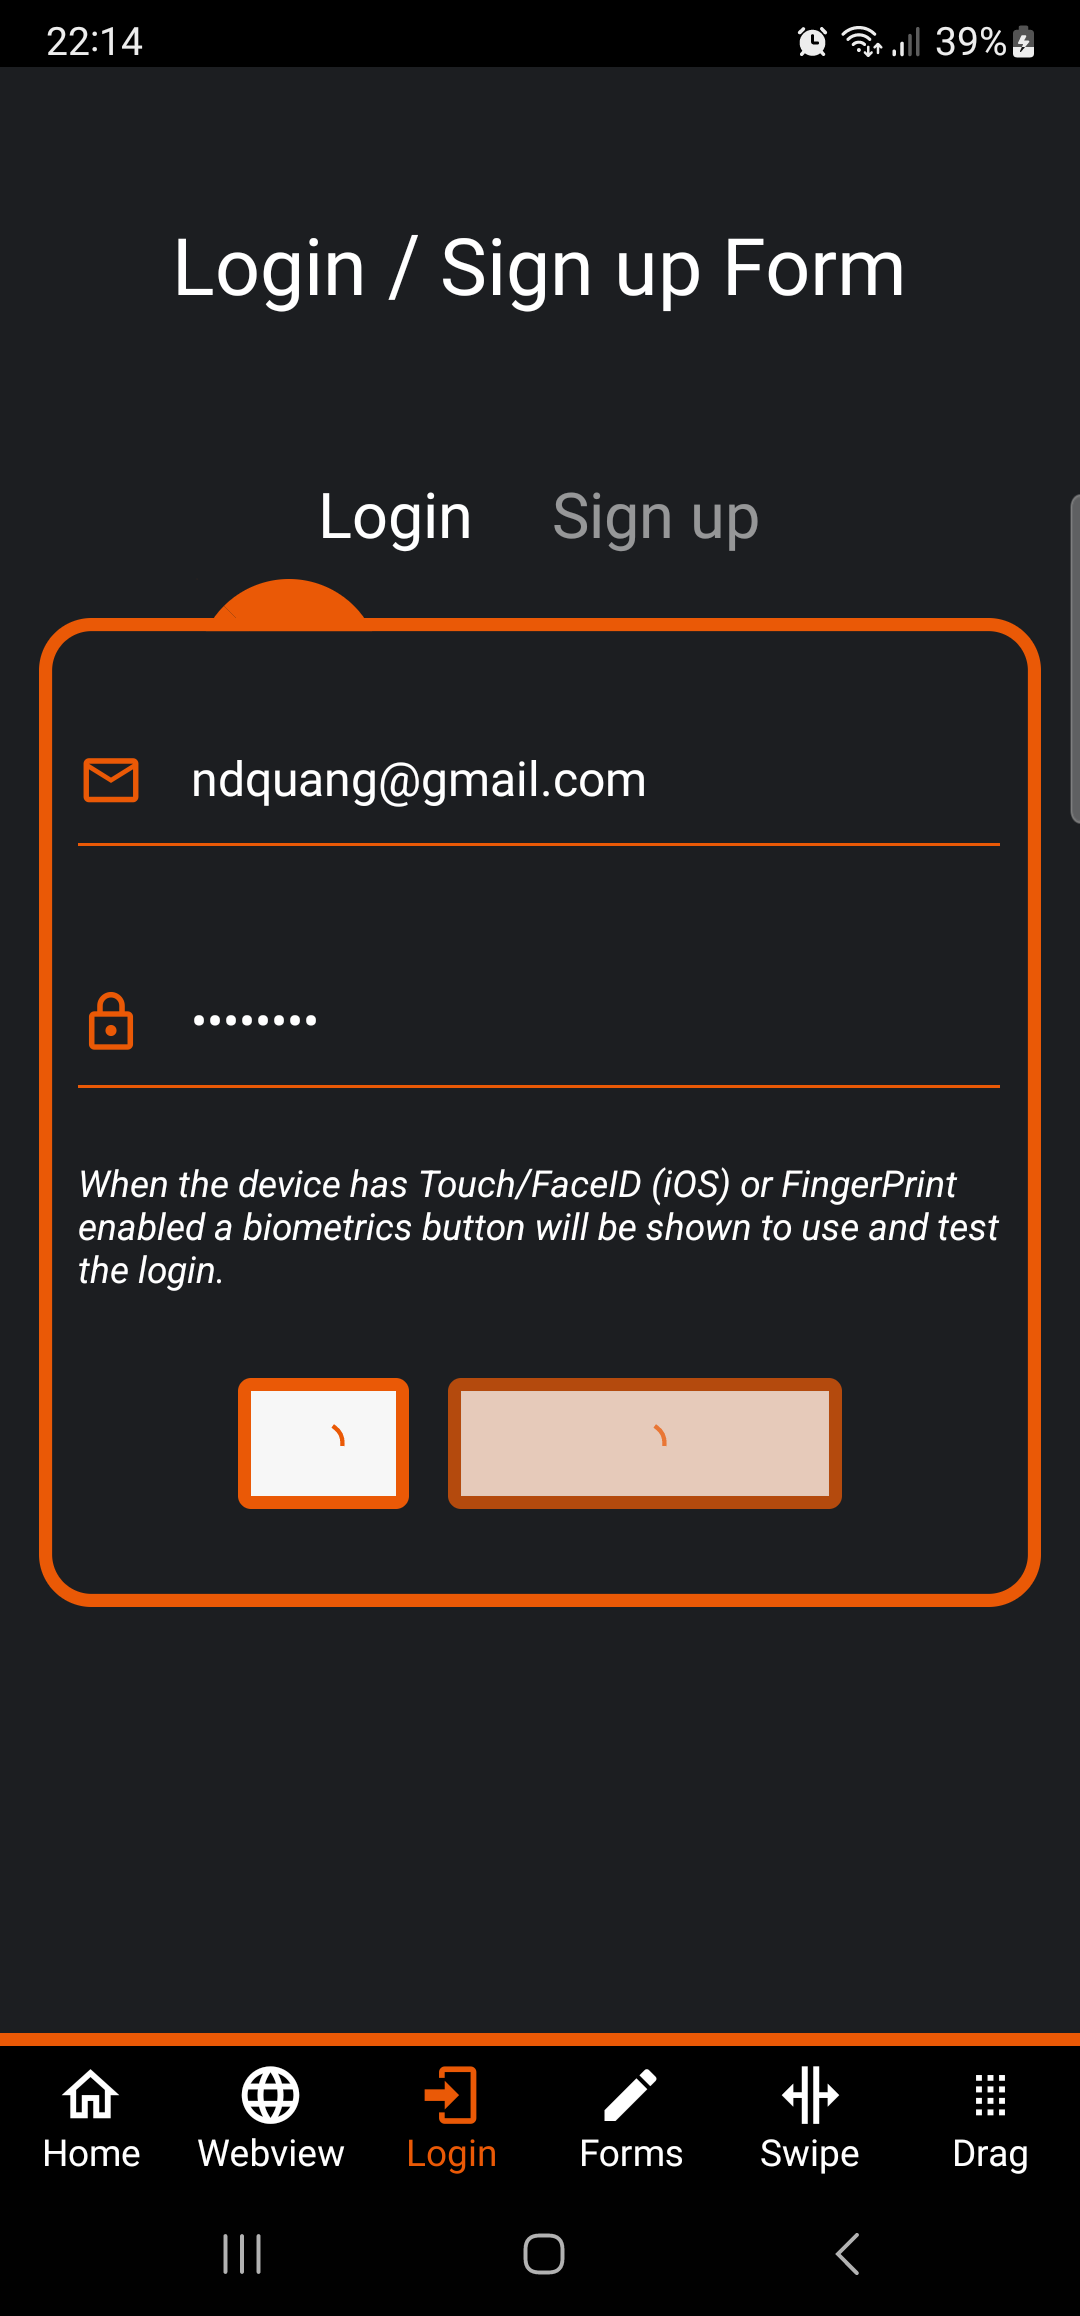 22:14
39%
Login / Sign up Form
Login
Sign up
ndquang@gmail.com
••••••••
When the device has Touch/FaceID (iOS) or FingerPrint
enabled a biometrics button will be shown to use and test
the login.
Home
Webview
Login
Forms
Swipe
Drag